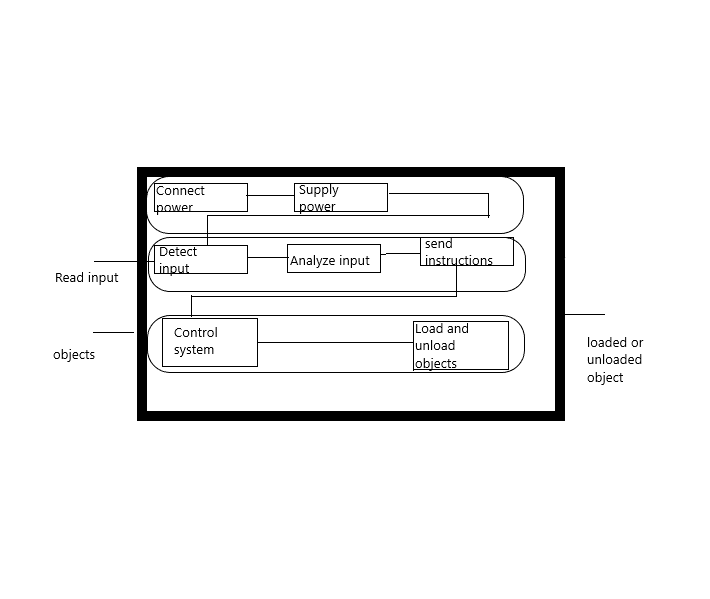 Connect
power
Supply
power
Detect
input
Analyze input
send
instructions
Read input
Control
system
Load and
unload
objects
objects
loaded or
unloaded
object